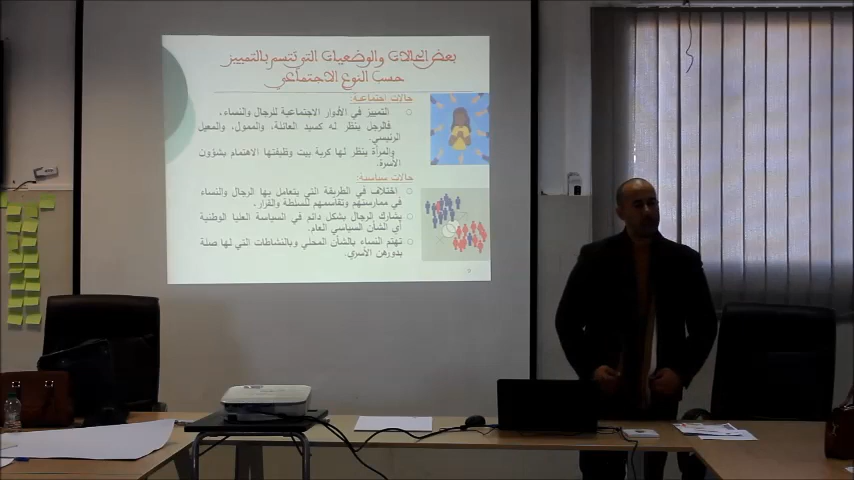 بعض الحالات والوضعيات التي تتسم بالتمييز
حسب النوع الاجتماعي
حالات اجتماعية:
التمييز في الأدوار الاجتماعية للرجال والنساء،
فالرجل ينظر له كسيد العائلة، والممول، والمعيل
الرئيسي.
والمرأة ينظر لها كربة بيت وظيفتها الاهتمام بشؤون
الأسرة.
حالات سياسية:
اختلاف في الطريقة التي يتعامل بها الرجال والنساء
في ممارستهم وتقاسمهم للسلطة والقرار.
يشارك الرجال بشكل دائم في السياسة العليا الوطنية
أي الشأن السياسي العام.
تهتم النساء بالشأن المحلي وبالنشاطات التي لها صلة
بدورهن الأسري.